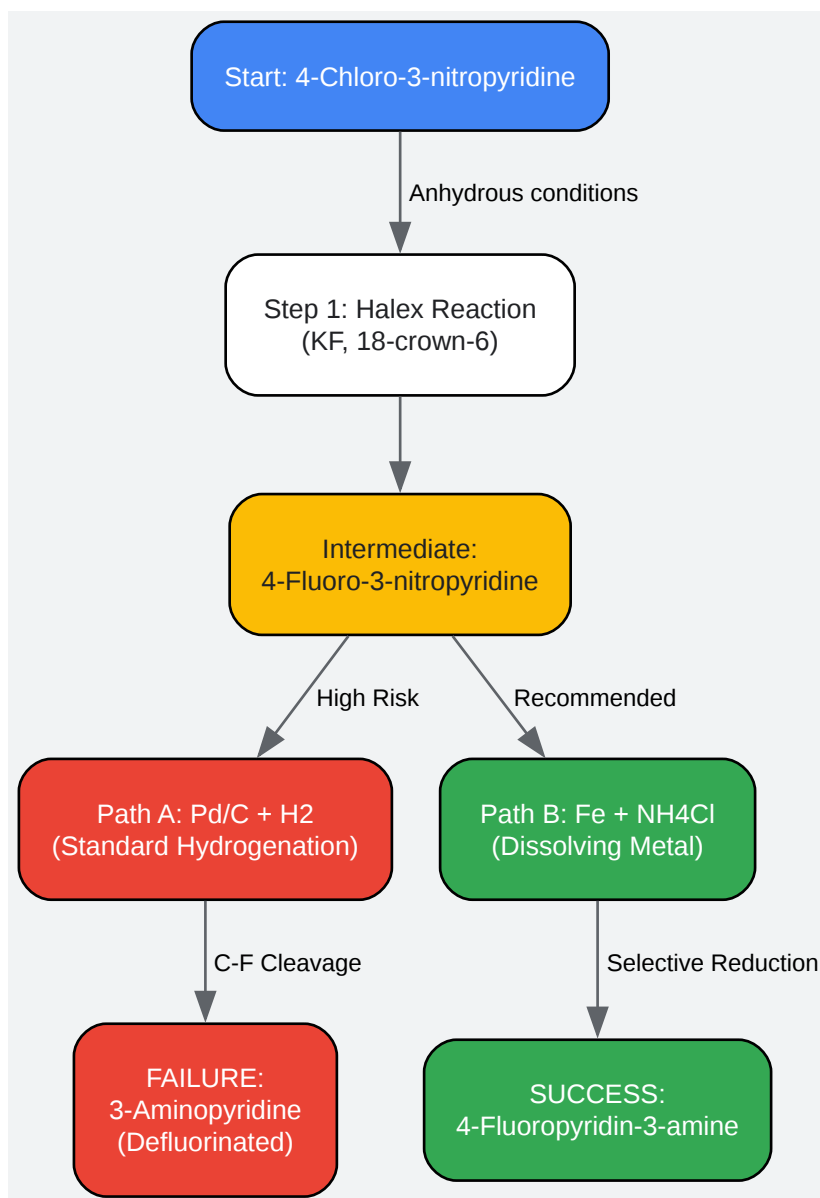 Start: 4-Chloro-3-nitropyridine
Anhydrous conditions
Step 1: Halex Reaction
(KF, 18-crown-6)
Intermediate:
4-Fluoro-3-nitropyridine
High Risk
Recommended
Path A: Pd/C + H2
(Standard Hydrogenation)
Path B: Fe + NH4Cl
(Dissolving Metal)
C-F Cleavage
Selective Reduction
FAILURE:
3-Aminopyridine
(Defluorinated)
SUCCESS:
4-Fluoropyridin-3-amine